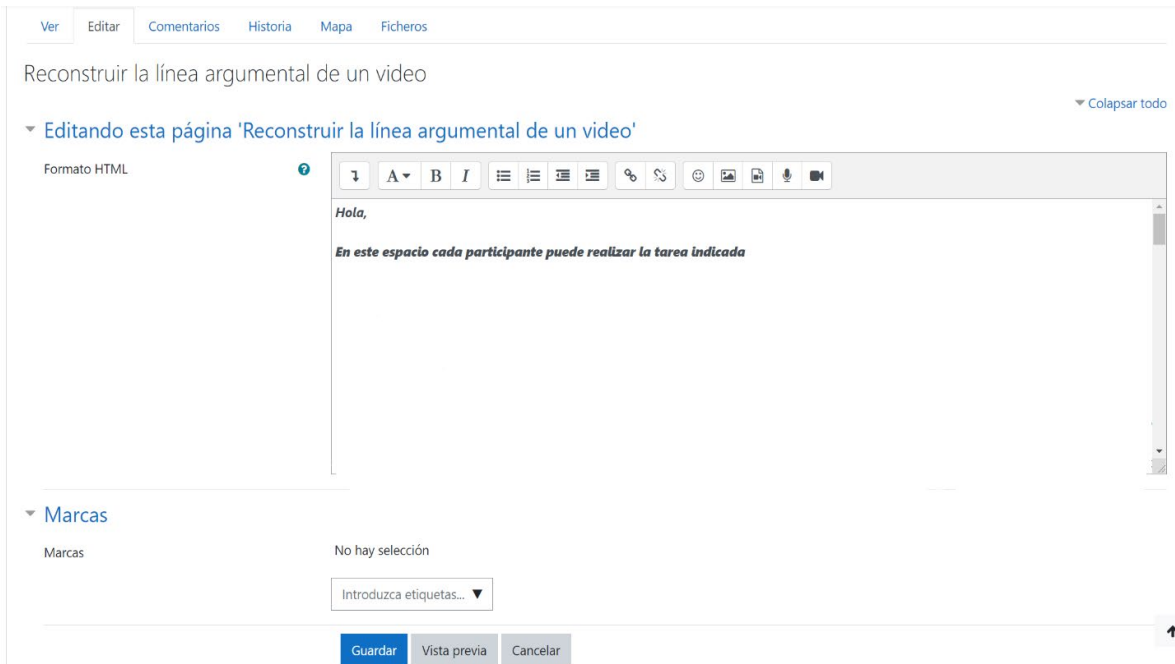 Ver Editar Comentarios Historia Mapa Ficheros
Reconstruir la línea argumental de un video
Colapsar todo
Editando esta página 'Reconstruir la línea argumental de un video'
Formato HTML
A B I
Hola,
En este espacio cada participante puede realizar la tarea indicada
Marcas
Marcas No hay selección
Introduzca etiquetas...
Guardar Vista previa Cancelar